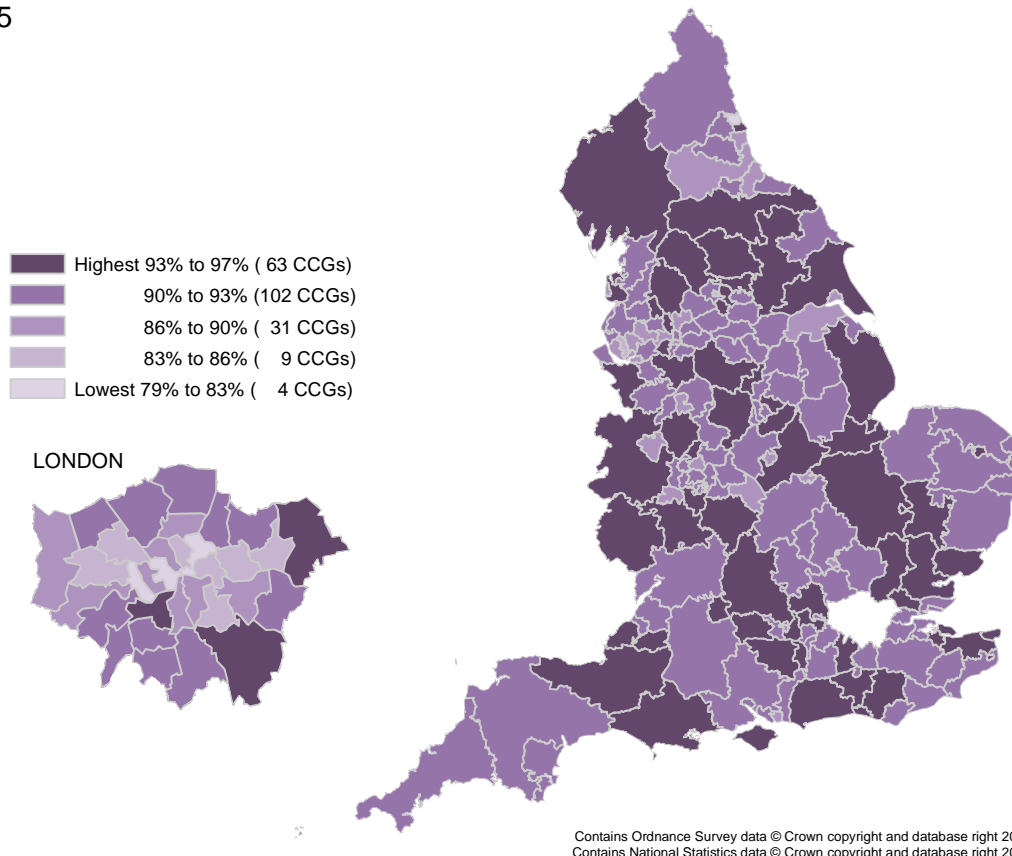 5
Highest 93% to 97% ( 63 CCGs)
90% to 93% (102 CCGs)
86% to 90% ( 31 CCGs)
83% to 86% ( 9 CCGs)
Lowest 79% to 83% ( 4 CCGs)
LONDON
Contains Ordnance Survey data © Crown copyright and database right 20
Contains National Statistics data © Crown copyright and database right 20